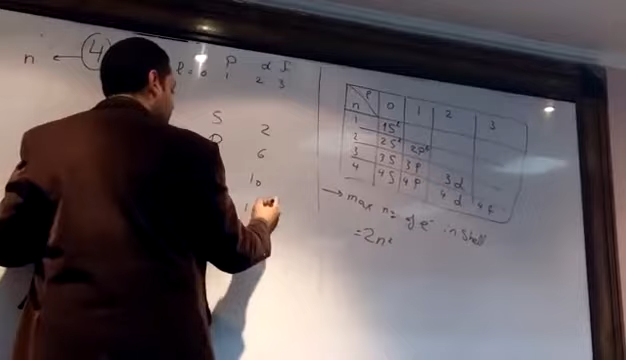 n ← 4 p d f
l = 0 1 2 3
S 2
P 6
10
1
n l 0 1 2 3
1 1S²
2 2S² 2P⁶
3 3S 3P 3d
4 4S 4P 4d 4f
→ max no of e⁻ in Shell
= 2n²